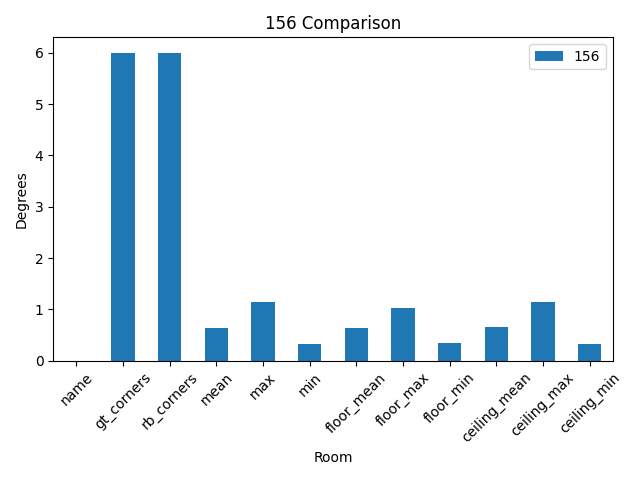 156 Comparison
156
6
5
4
3
2
1
0
Degrees
name
gt_corners
rb_corners
mean
max
min
floor_mean
floor_max
floor_min
ceiling_mean
ceiling_max
ceiling_min
Room